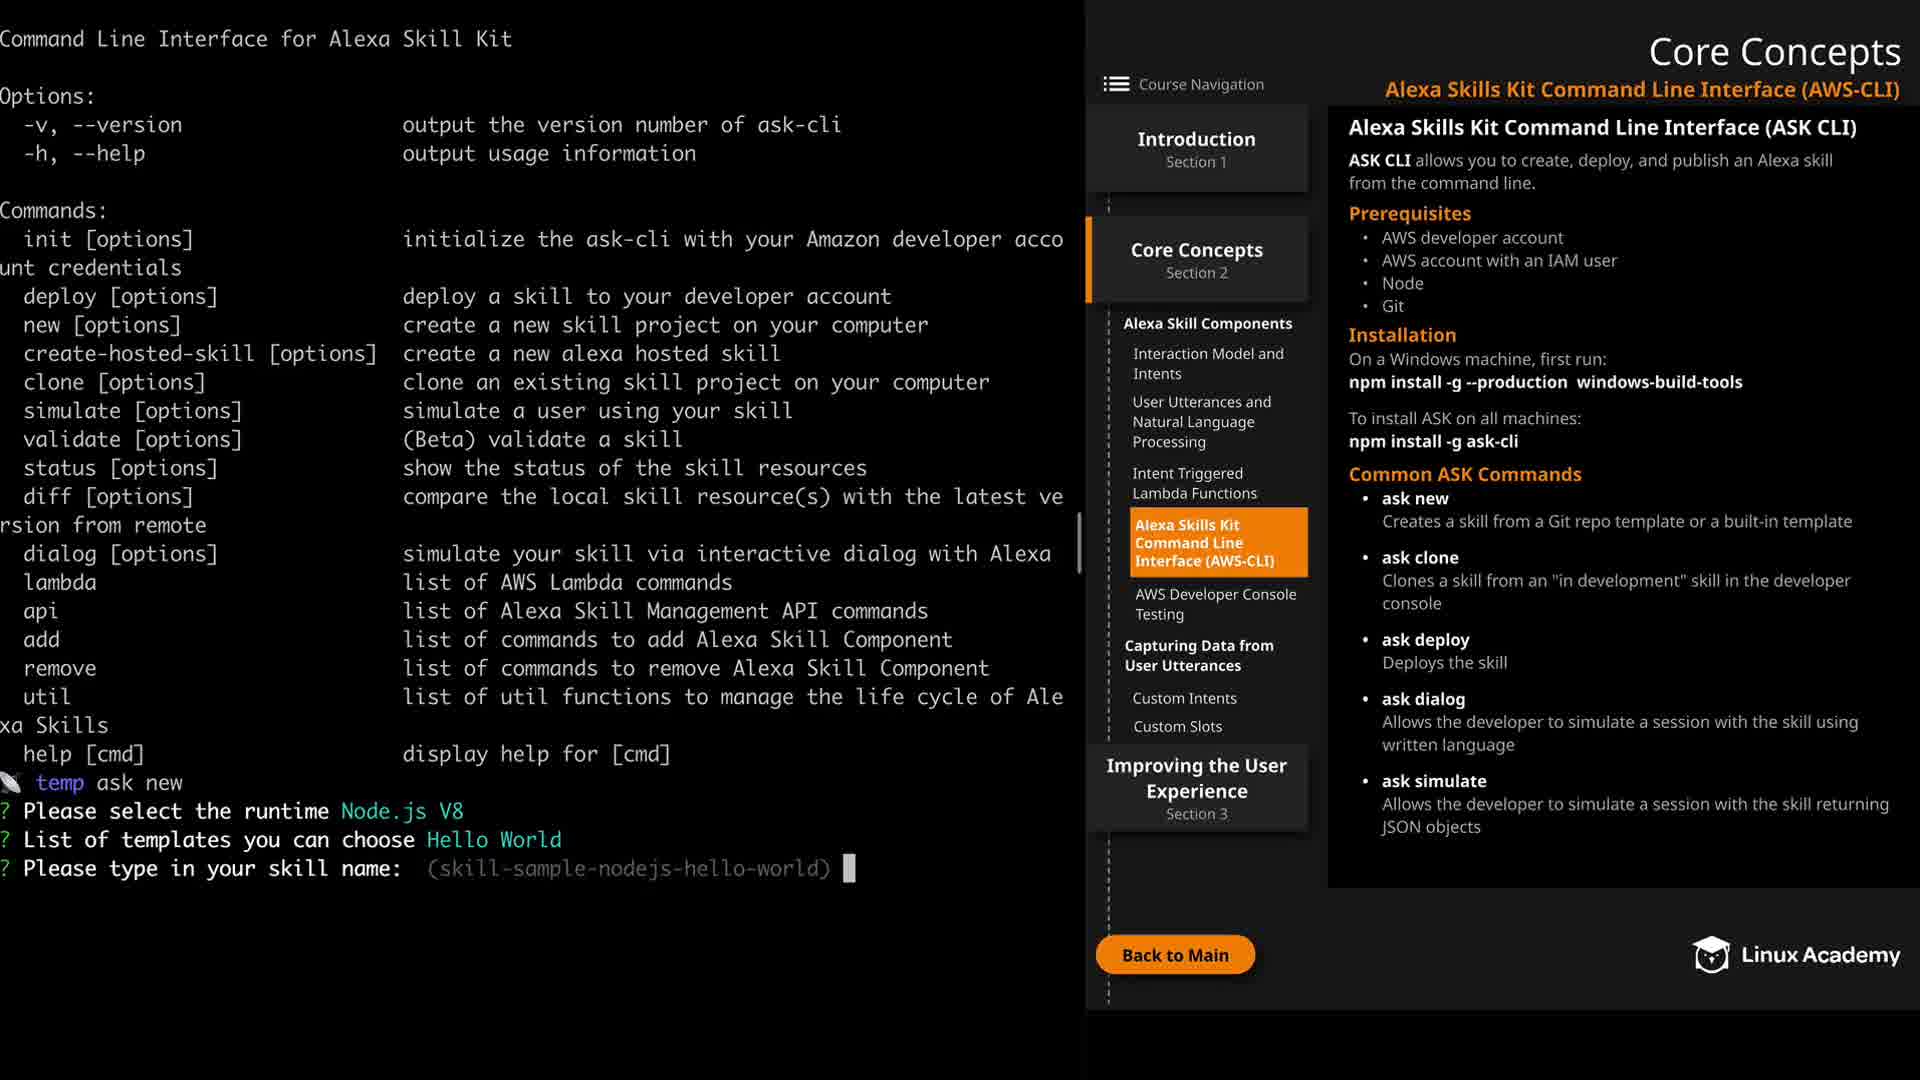 Command Line Interface for Alexa Skill Kit
Options:
-v, --version output the version number of ask-cli
-h, --help output usage information
Commands:
init [options] initialize the ask-cli with your Amazon developer acco
unt credentials
deploy [options] deploy a skill to your developer account
new [options] create a new skill project on your computer
create-hosted-skill [options] create a new alexa hosted skill
clone [options] clone an existing skill project on your computer
simulate [options] simulate a user using your skill
validate [options] (Beta) validate a skill
status [options] show the status of the skill resources
diff [options] compare the local skill resource(s) with the latest ve
rsion from remote
dialog [options] simulate your skill via interactive dialog with Alexa
lambda list of AWS Lambda commands
api list of Alexa Skill Management API commands
add list of commands to add Alexa Skill Component
remove list of commands to remove Alexa Skill Component
util list of util functions to manage the life cycle of Ale
xa Skills
help [cmd] display help for [cmd]
temp ask new
? Please select the runtime Node.js V8
? List of templates you can choose Hello World
? Please type in your skill name: (skill-sample-nodejs-hello-world)
Core Concepts
Alexa Skills Kit Command Line Interface (AWS-CLI)
Course Navigation
Introduction
Section 1
Core Concepts
Section 2
Alexa Skill Components
Interaction Model and
Intents
User Utterances and
Natural Language
Processing
Intent Triggered
Lambda Functions
Alexa Skills Kit
Command Line
Interface (AWS-CLI)
AWS Developer Console
Testing
Capturing Data from
User Utterances
Custom Intents
Custom Slots
Improving the User
Experience
Section 3
Back to Main
Alexa Skills Kit Command Line Interface (ASK CLI)
ASK CLI allows you to create, deploy, and publish an Alexa skill
from the command line.
Prerequisites
• AWS developer account
• AWS account with an IAM user
• Node
• Git
Installation
On a Windows machine, first run:
npm install -g --production windows-build-tools
To install ASK on all machines:
npm install -g ask-cli
Common ASK Commands
• ask new
Creates a skill from a Git repo template or a built-in template
• ask clone
Clones a skill from an "in development" skill in the developer
console
• ask deploy
Deploys the skill
• ask dialog
Allows the developer to simulate a session with the skill using
written language
• ask simulate
Allows the developer to simulate a session with the skill returning
JSON objects
Linux Academy